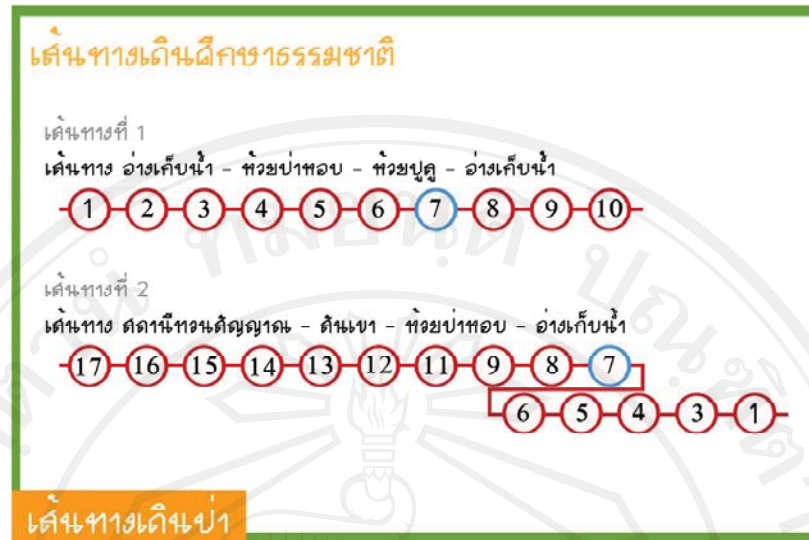 เส้นทางเดินศึกษาธรรมชาติ
เส้นทางที่ 1
เส้นทาง อ่างเก็บน้ำ - ห้วยป่าหอบ - ห้วยปูตู - อ่างเก็บน้ำ
1 2 3 4 5 6 7 8 9 10
เส้นทางที่ 2
เส้นทาง สถานีทวนสัญญาณ - สันเขา - ห้วยป่าหอบ - อ่างเก็บน้ำ
17 16 15 14 13 12 11 9 8 7
6 5 4 3 1
เส้นทางเดินป่า